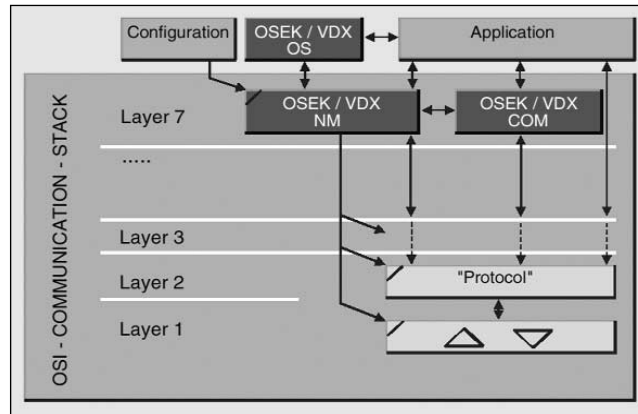 Configuration
OSEK / VDX
OS
Application
OSI - COMMUNICATION - STACK
Layer 7
OSEK / VDX
NM
OSEK / VDX
COM
.....
Layer 3
Layer 2
"Protocol"
Layer 1